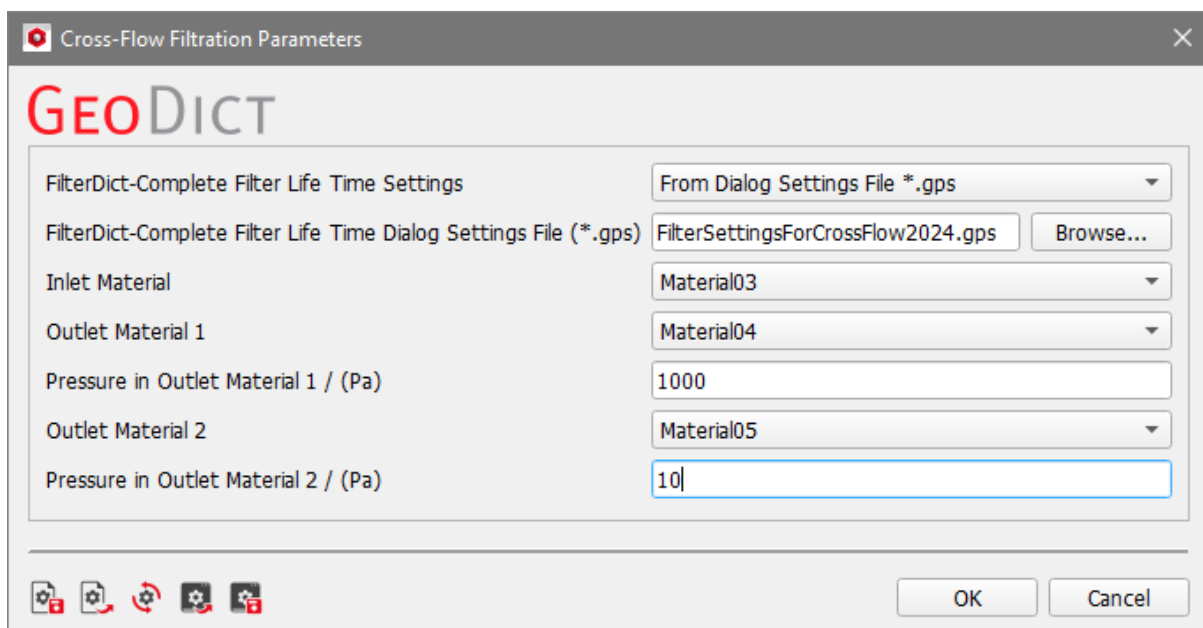 Cross-Flow Filtration Parameters
GEODICT
FilterDict-Complete Filter Life Time Settings From Dialog Settings File *.gps
FilterDict-Complete Filter Life Time Dialog Settings File (*.gps) FilterSettingsForCrossFlow2024.gps Browse...
Inlet Material Material03
Outlet Material 1 Material04
Pressure in Outlet Material 1 / (Pa) 1000
Outlet Material 2 Material05
Pressure in Outlet Material 2 / (Pa) 10
OK Cancel